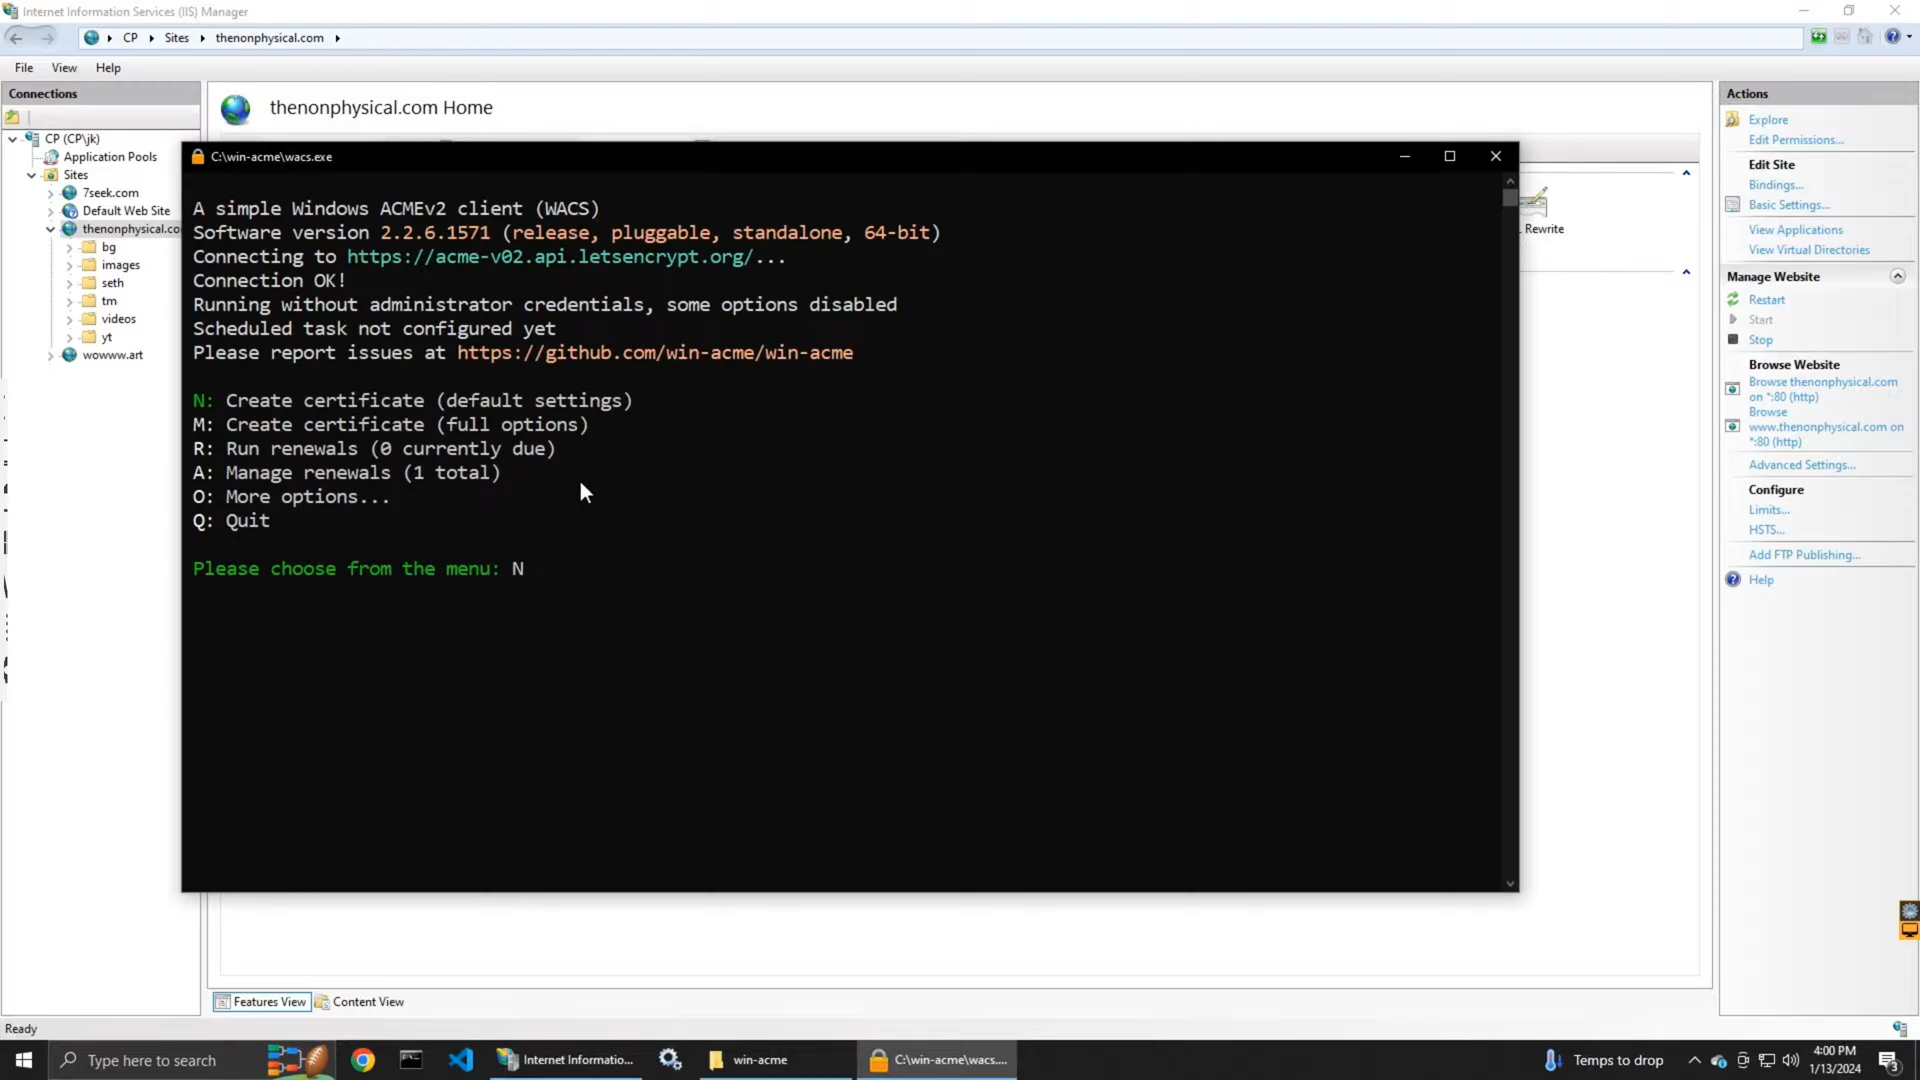 Internet Information Services (IIS) Manager
CP
Sites
thenonphysical.com
File
View
Help
Connections
CP (CP\jk)
Application Pools
Sites
7seek.com
Default Web Site
thenonphysical.co
bg
images
seth
tm
videos
yt
wowww.art
thenonphysical.com Home
C:\win-acme\wacs.exe
A simple Windows ACMEv2 client (WACS)
Software version 2.2.6.1571 (release, pluggable, standalone, 64-bit)
Connecting to https://acme-v02.api.letsencrypt.org/...
Connection OK!
Running without administrator credentials, some options disabled
Scheduled task not configured yet
Please report issues at https://github.com/win-acme/win-acme
N: Create certificate (default settings)
M: Create certificate (full options)
R: Run renewals (0 currently due)
A: Manage renewals (1 total)
O: More options...
Q: Quit
Please choose from the menu: N
Rewrite
Actions
Explore
Edit Permissions...
Edit Site
Bindings...
Basic Settings...
View Applications
View Virtual Directories
Manage Website
Restart
Start
Stop
Browse Website
Browse thenonphysical.com
on *:80 (http)
Browse
www.thenonphysical.com on
*:80 (http)
Advanced Settings...
Configure
Limits...
HSTS...
Add FTP Publishing...
Help
Features View
Content View
Ready
Type here to search
Internet Informatio...
win-acme
C:\win-acme\wacs....
Temps to drop
4:00 PM
1/13/2024
3